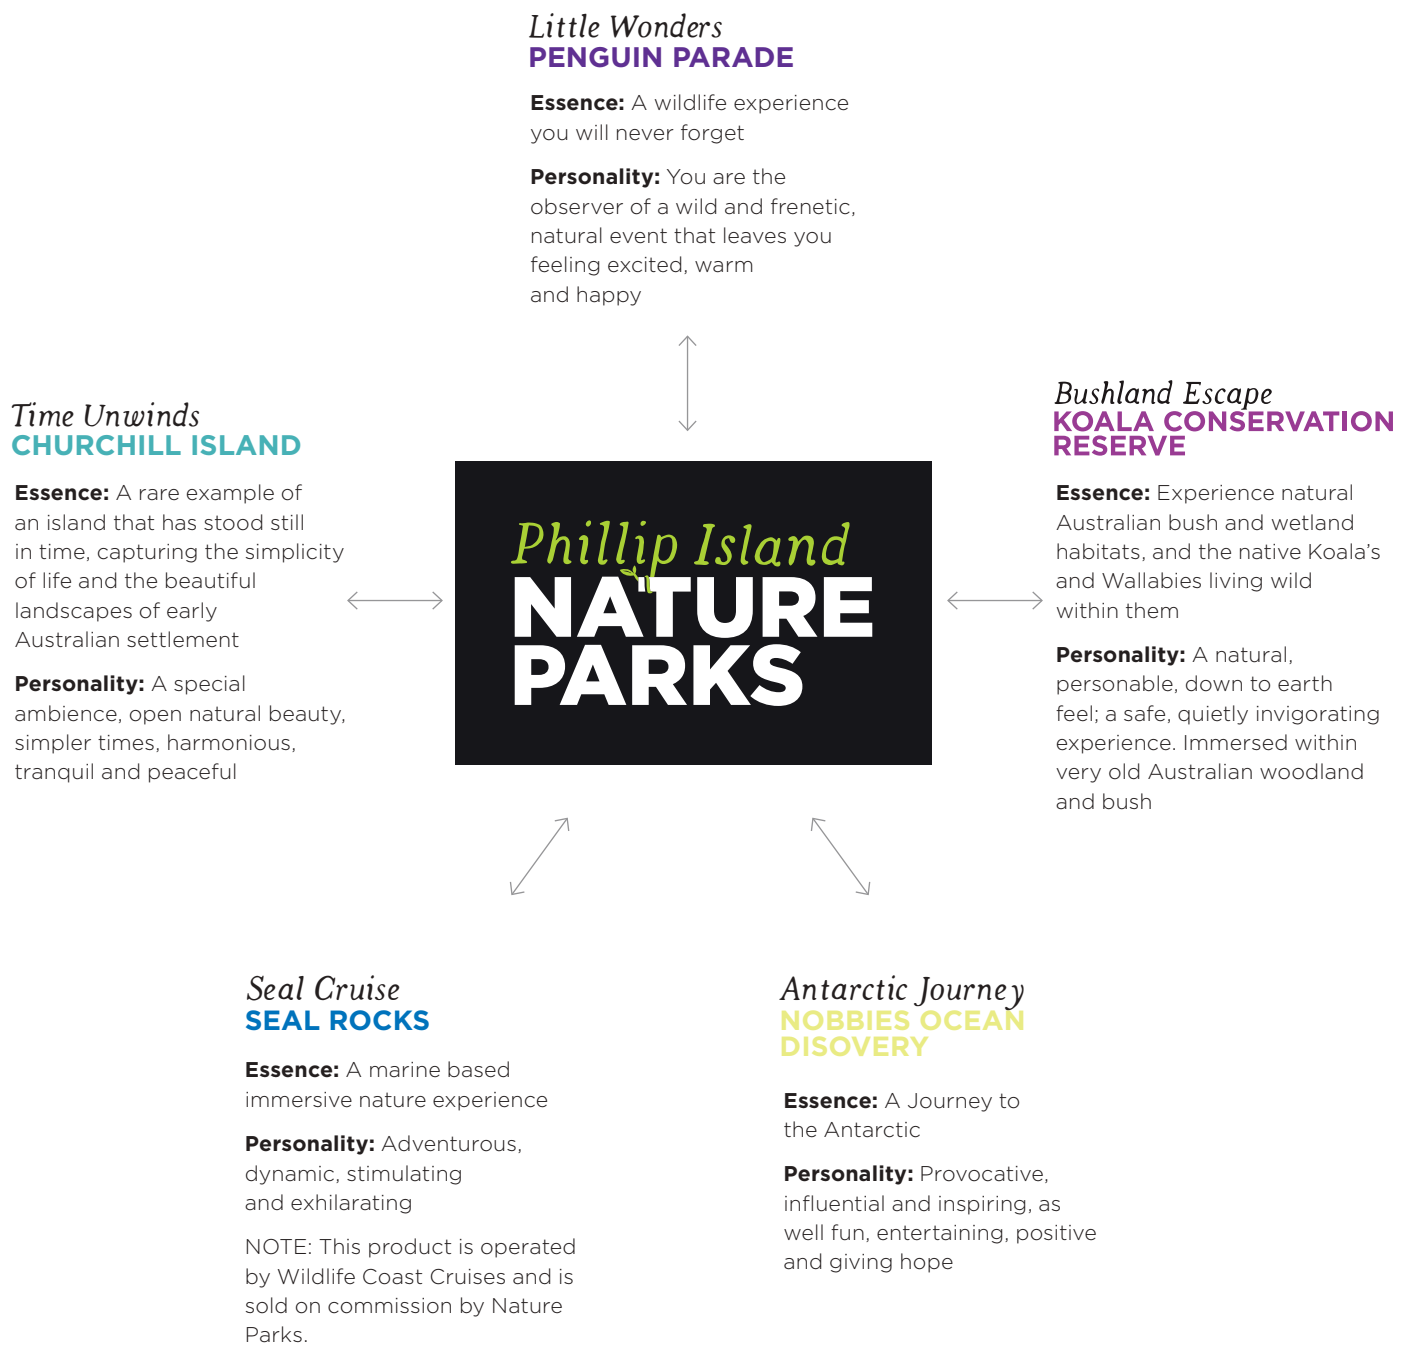 Little Wonders
PENGUIN PARADE
Essence: A wildlife experience
you will never forget
Personality: You are the
observer of a wild and frenetic,
natural event that leaves you
feeling excited, warm
and happy
Time Unwinds
CHURCHILL ISLAND
Essence: A rare example of
an island that has stood still
in time, capturing the simplicity
of life and the beautiful
landscapes of early
Australian settlement
Personality: A special
ambience, open natural beauty,
simpler times, harmonious,
tranquil and peaceful
Phillip Island
NATURE
PARKS
Bushland Escape
KOALA CONSERVATION
RESERVE
Essence: Experience natural
Australian bush and wetland
habitats, and the native Koala's
and Wallabies living wild
within them
Personality: A natural,
personable, down to earth
feel; a safe, quietly invigorating
experience. Immersed within
very old Australian woodland
and bush
Seal Cruise
SEAL ROCKS
Essence: A marine based
immersive nature experience
Personality: Adventurous,
dynamic, stimulating
and exhilarating
NOTE: This product is operated
by Wildlife Coast Cruises and is
sold on commission by Nature
Parks.
Antarctic Journey
NOBBIES OCEAN
DISOVERY
Essence: A Journey to
the Antarctic
Personality: Provocative,
influential and inspiring, as
well fun, entertaining, positive
and giving hope